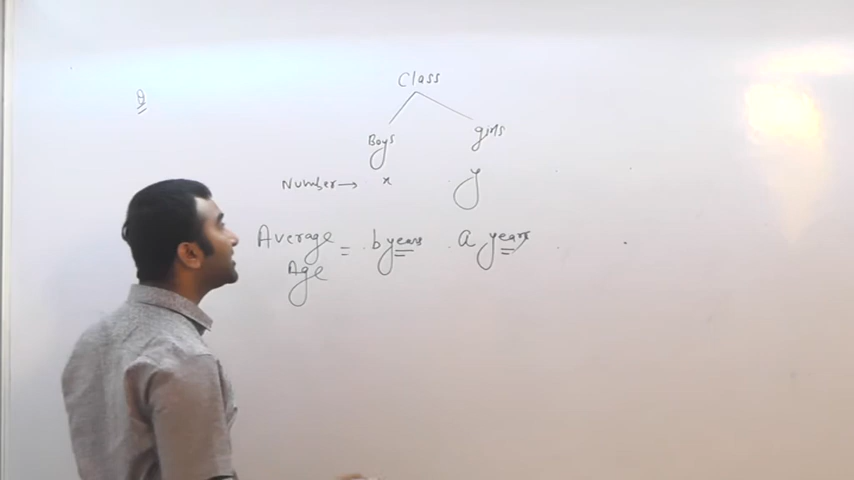 Class
Q
Boys girls
Number → x y
Average = b years a years
Age